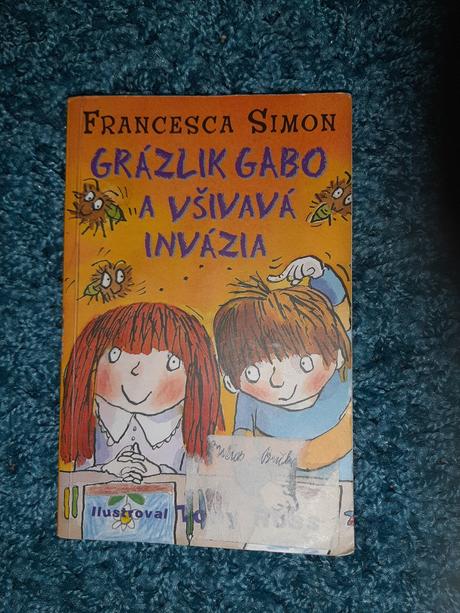 FRANCESCA SIMON
GRÁZLIK GABO
A VŠIVAVÁ
INVÁZIA
Ilustroval